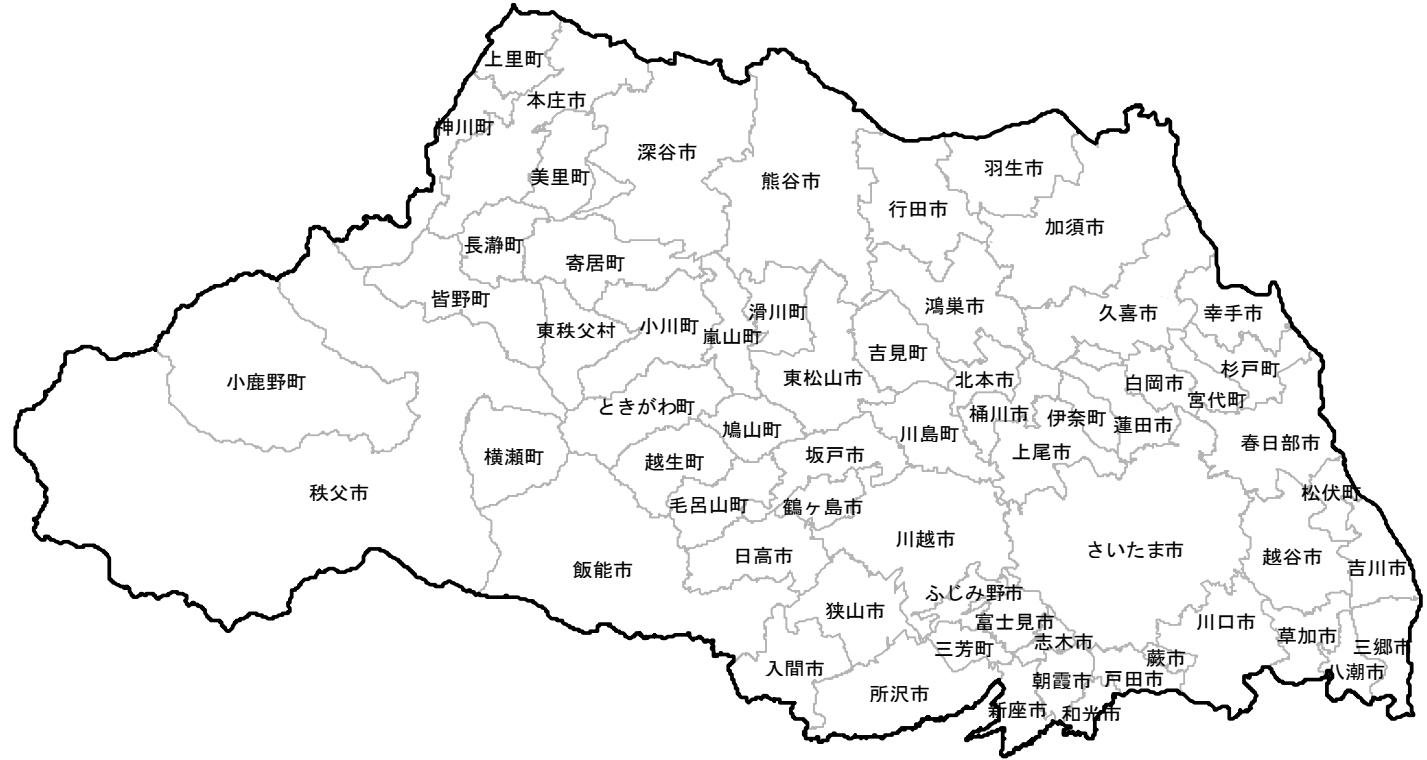 上里町
本庄市
神川町
深谷市
羽生市
美里町
熊谷市
行田市
加須市
長瀞町
寄居町
皆野町
鴻巣市
久喜市
幸手市
滑川町
東秩父村
小川町
嵐山町
吉見町
杉戸町
小鹿野町
東松山市
北本市
白岡市
宮代町
ときがわ町
桶川市
伊奈町
蓮田市
鳩山町
川島町
春日部市
横瀬町
越生町
坂戸市
上尾市
秩父市
松伏町
毛呂山町
鶴ヶ島市
川越市
さいたま市
日高市
越谷市
飯能市
吉川市
ふじみ野市
狭山市
富士見市
川口市
草加市
志木市
三芳町
三郷市
蕨市
入間市
八潮市
朝霞市
戸田市
所沢市
新座市
和光市